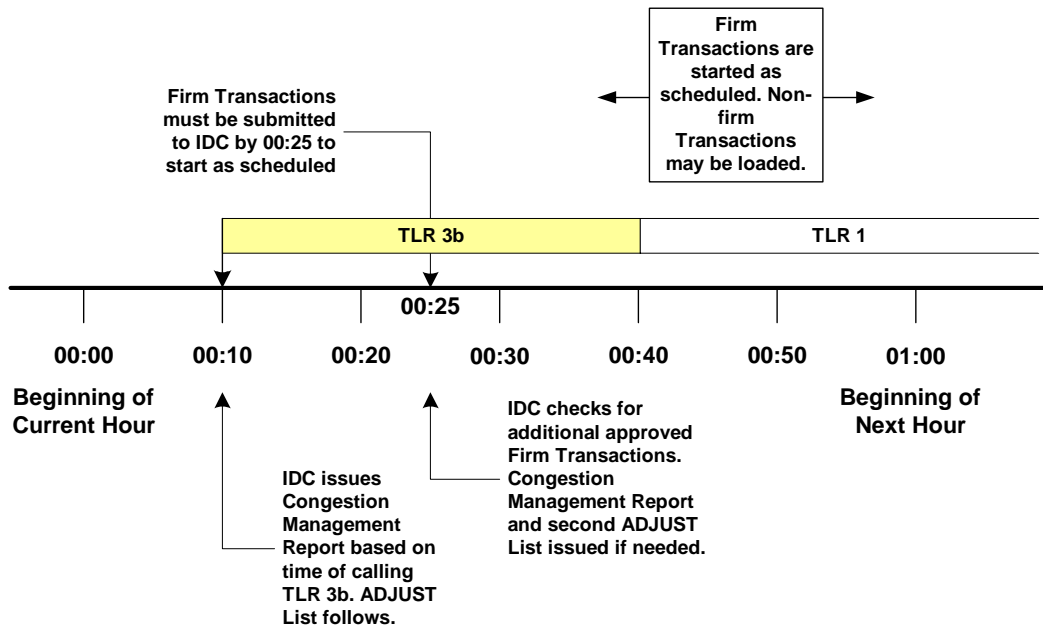 Firm
Transactions are
started as
scheduled. Non-
firm
Transactions
may be loaded.
Firm Transactions
must be submitted
to IDC by 00:25 to
start as scheduled
TLR 3b
TLR 1
00:25
00:00
00:10
00:20
00:30
00:40
00:50
01:00
Beginning of
Current Hour
Beginning of
Next Hour
IDC issues
Congestion
Management
Report based on
time of calling
TLR 3b. ADJUST
List follows.
IDC checks for
additional approved
Firm Transactions.
Congestion
Management Report
and second ADJUST
List issued if needed.